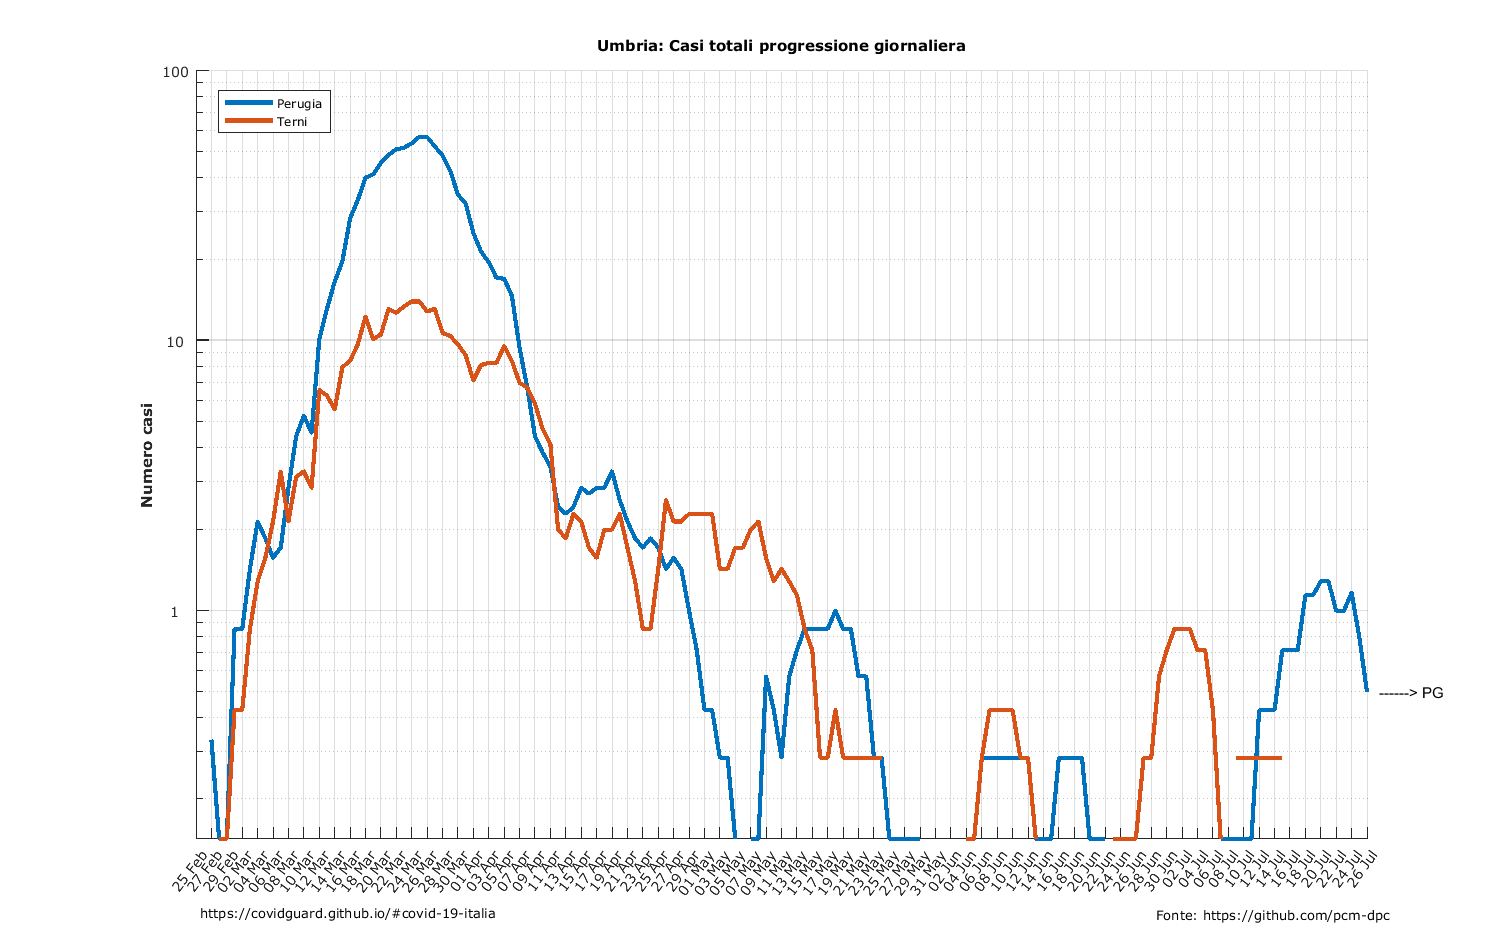 Umbria: Casi totali progressione giornaliera
100
10
1
Numero casi
Perugia
Terni
------> PG
25 Feb
27 Feb
29 Feb
02 Mar
04 Mar
06 Mar
08 Mar
10 Mar
12 Mar
14 Mar
16 Mar
18 Mar
20 Mar
22 Mar
24 Mar
26 Mar
28 Mar
30 Mar
01 Apr
03 Apr
05 Apr
07 Apr
09 Apr
11 Apr
13 Apr
15 Apr
17 Apr
19 Apr
21 Apr
23 Apr
25 Apr
27 Apr
29 Apr
01 May
03 May
05 May
07 May
09 May
11 May
13 May
15 May
17 May
19 May
21 May
23 May
25 May
27 May
29 May
31 May
02 Jun
04 Jun
06 Jun
08 Jun
10 Jun
12 Jun
14 Jun
16 Jun
18 Jun
20 Jun
22 Jun
24 Jun
26 Jun
28 Jun
30 Jun
02 Jul
04 Jul
06 Jul
08 Jul
10 Jul
12 Jul
14 Jul
16 Jul
18 Jul
20 Jul
22 Jul
24 Jul
26 Jul
https://covidguard.github.io/#covid-19-italia
Fonte: https://github.com/pcm-dpc